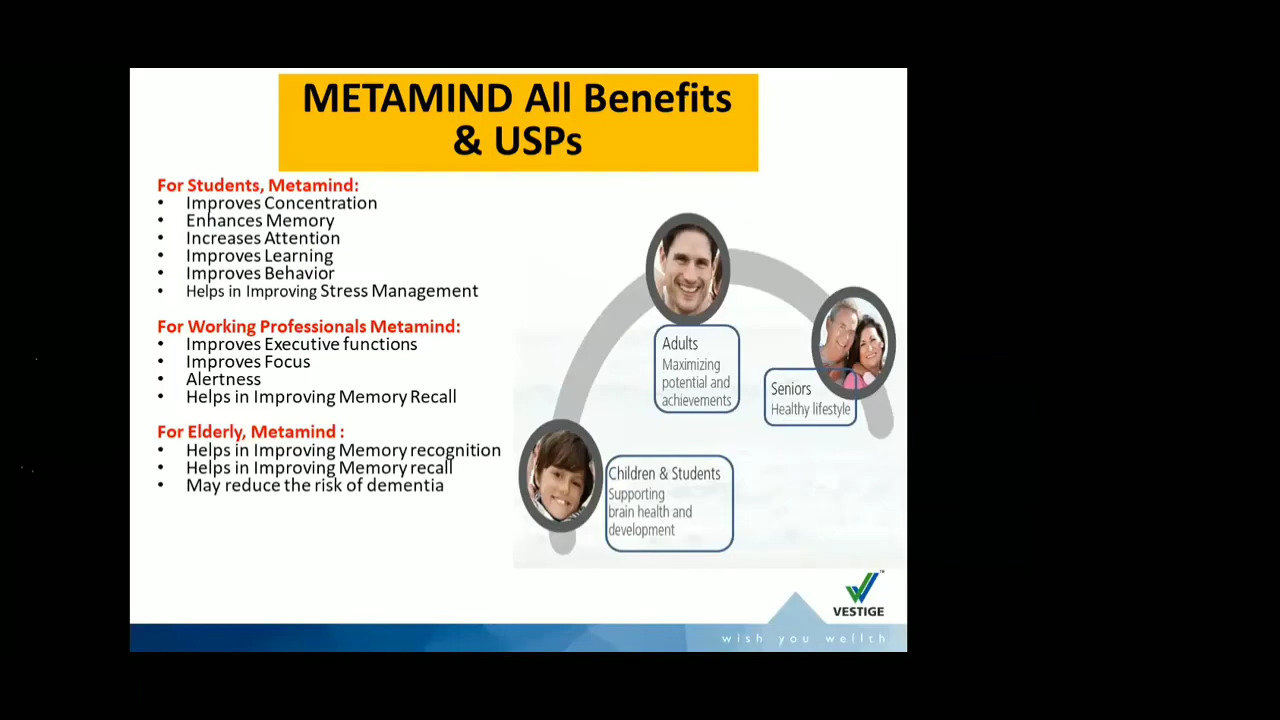 METAMIND All Benefits
& USPs
For Students, Metamind:
• Improves Concentration
• Enhances Memory
• Increases Attention
• Improves Learning
• Improves Behavior
• Helps in Improving Stress Management
For Working Professionals Metamind:
• Improves Executive functions
• Improves Focus
• Alertness
• Helps in Improving Memory Recall
For Elderly, Metamind :
• Helps in Improving Memory recognition
• Helps in Improving Memory recall
• May reduce the risk of dementia
Adults
Maximizing
potential and
achievements
Seniors
Healthy lifestyle
Children & Students
Supporting
brain health and
development
VESTIGE
TM
wish you wellth